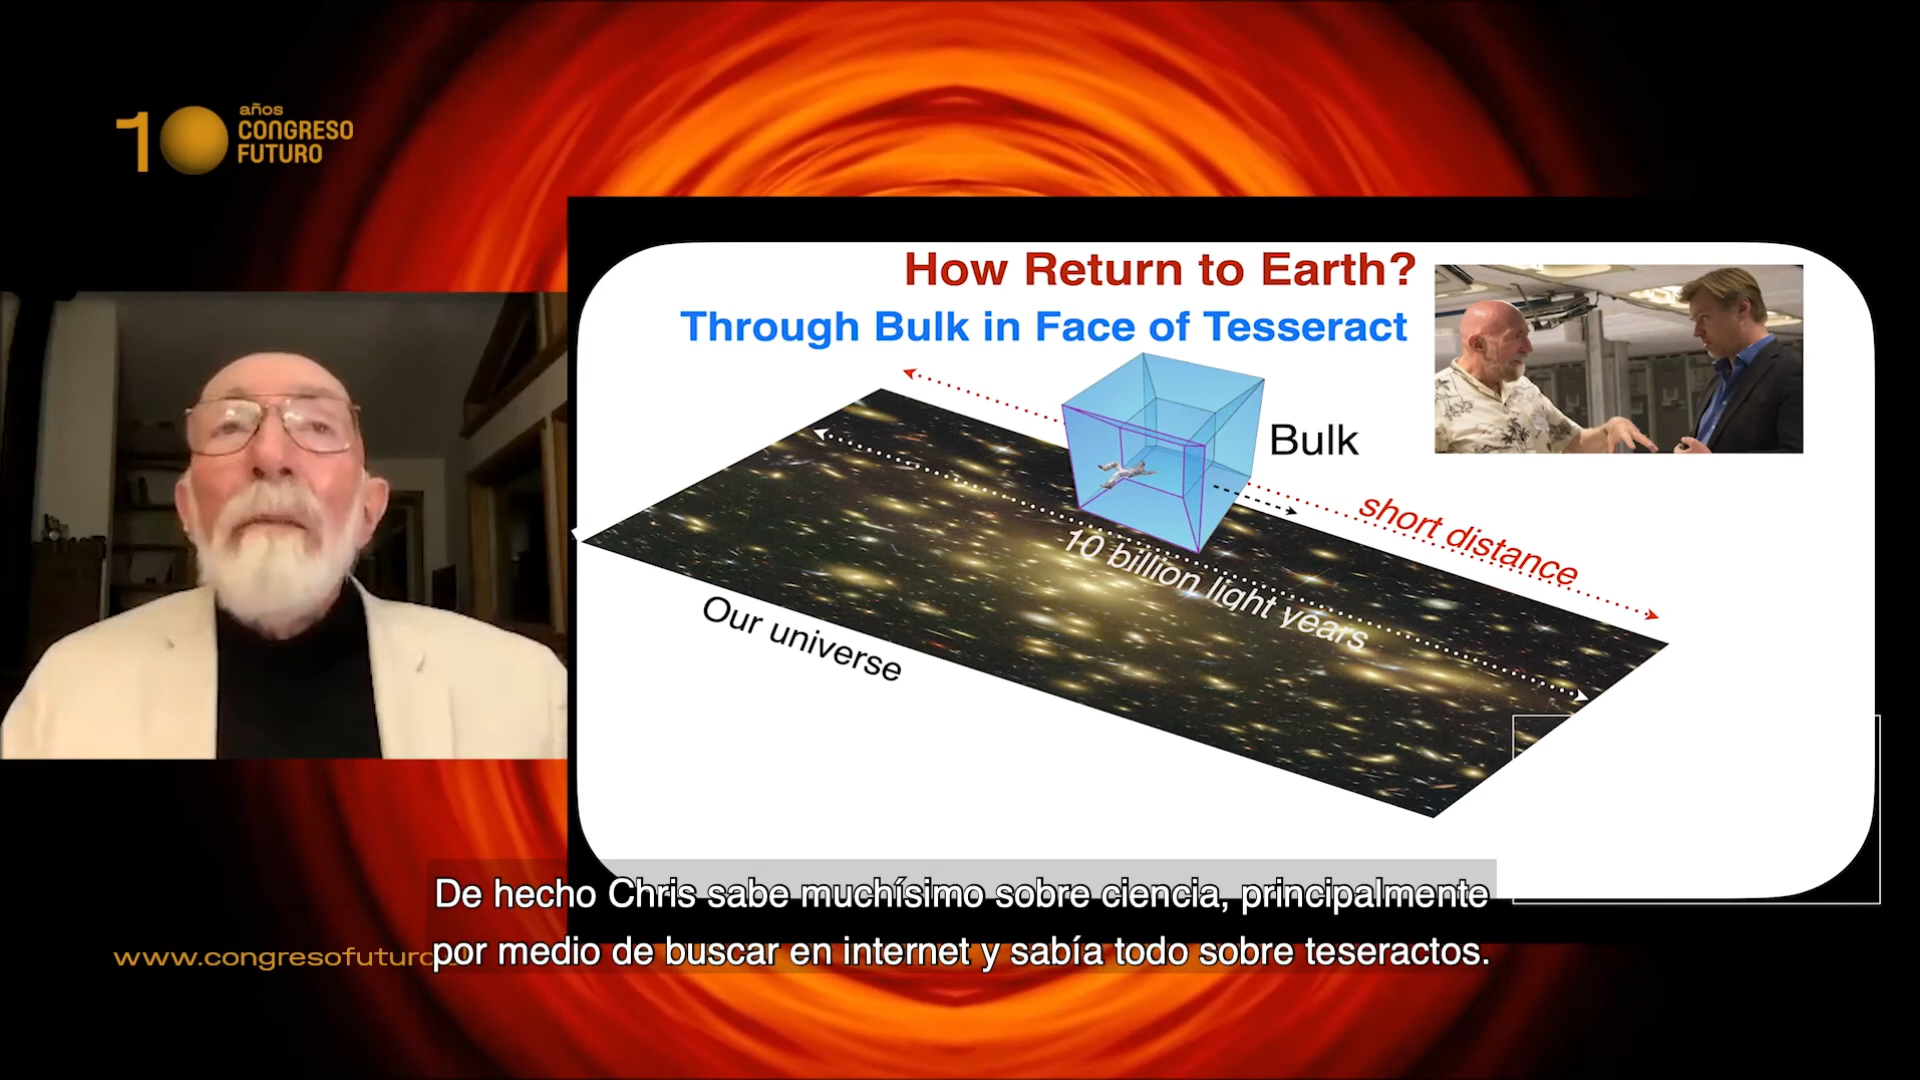 10
años
CONGRESO
FUTURO
How Return to Earth?
Through Bulk in Face of Tesseract
Bulk
short distance
10 billion light years
Our universe
De hecho Chris sabe muchísimo sobre ciencia, principalmente
por medio de buscar en internet y sabía todo sobre teseractos.
www.congresofuturo